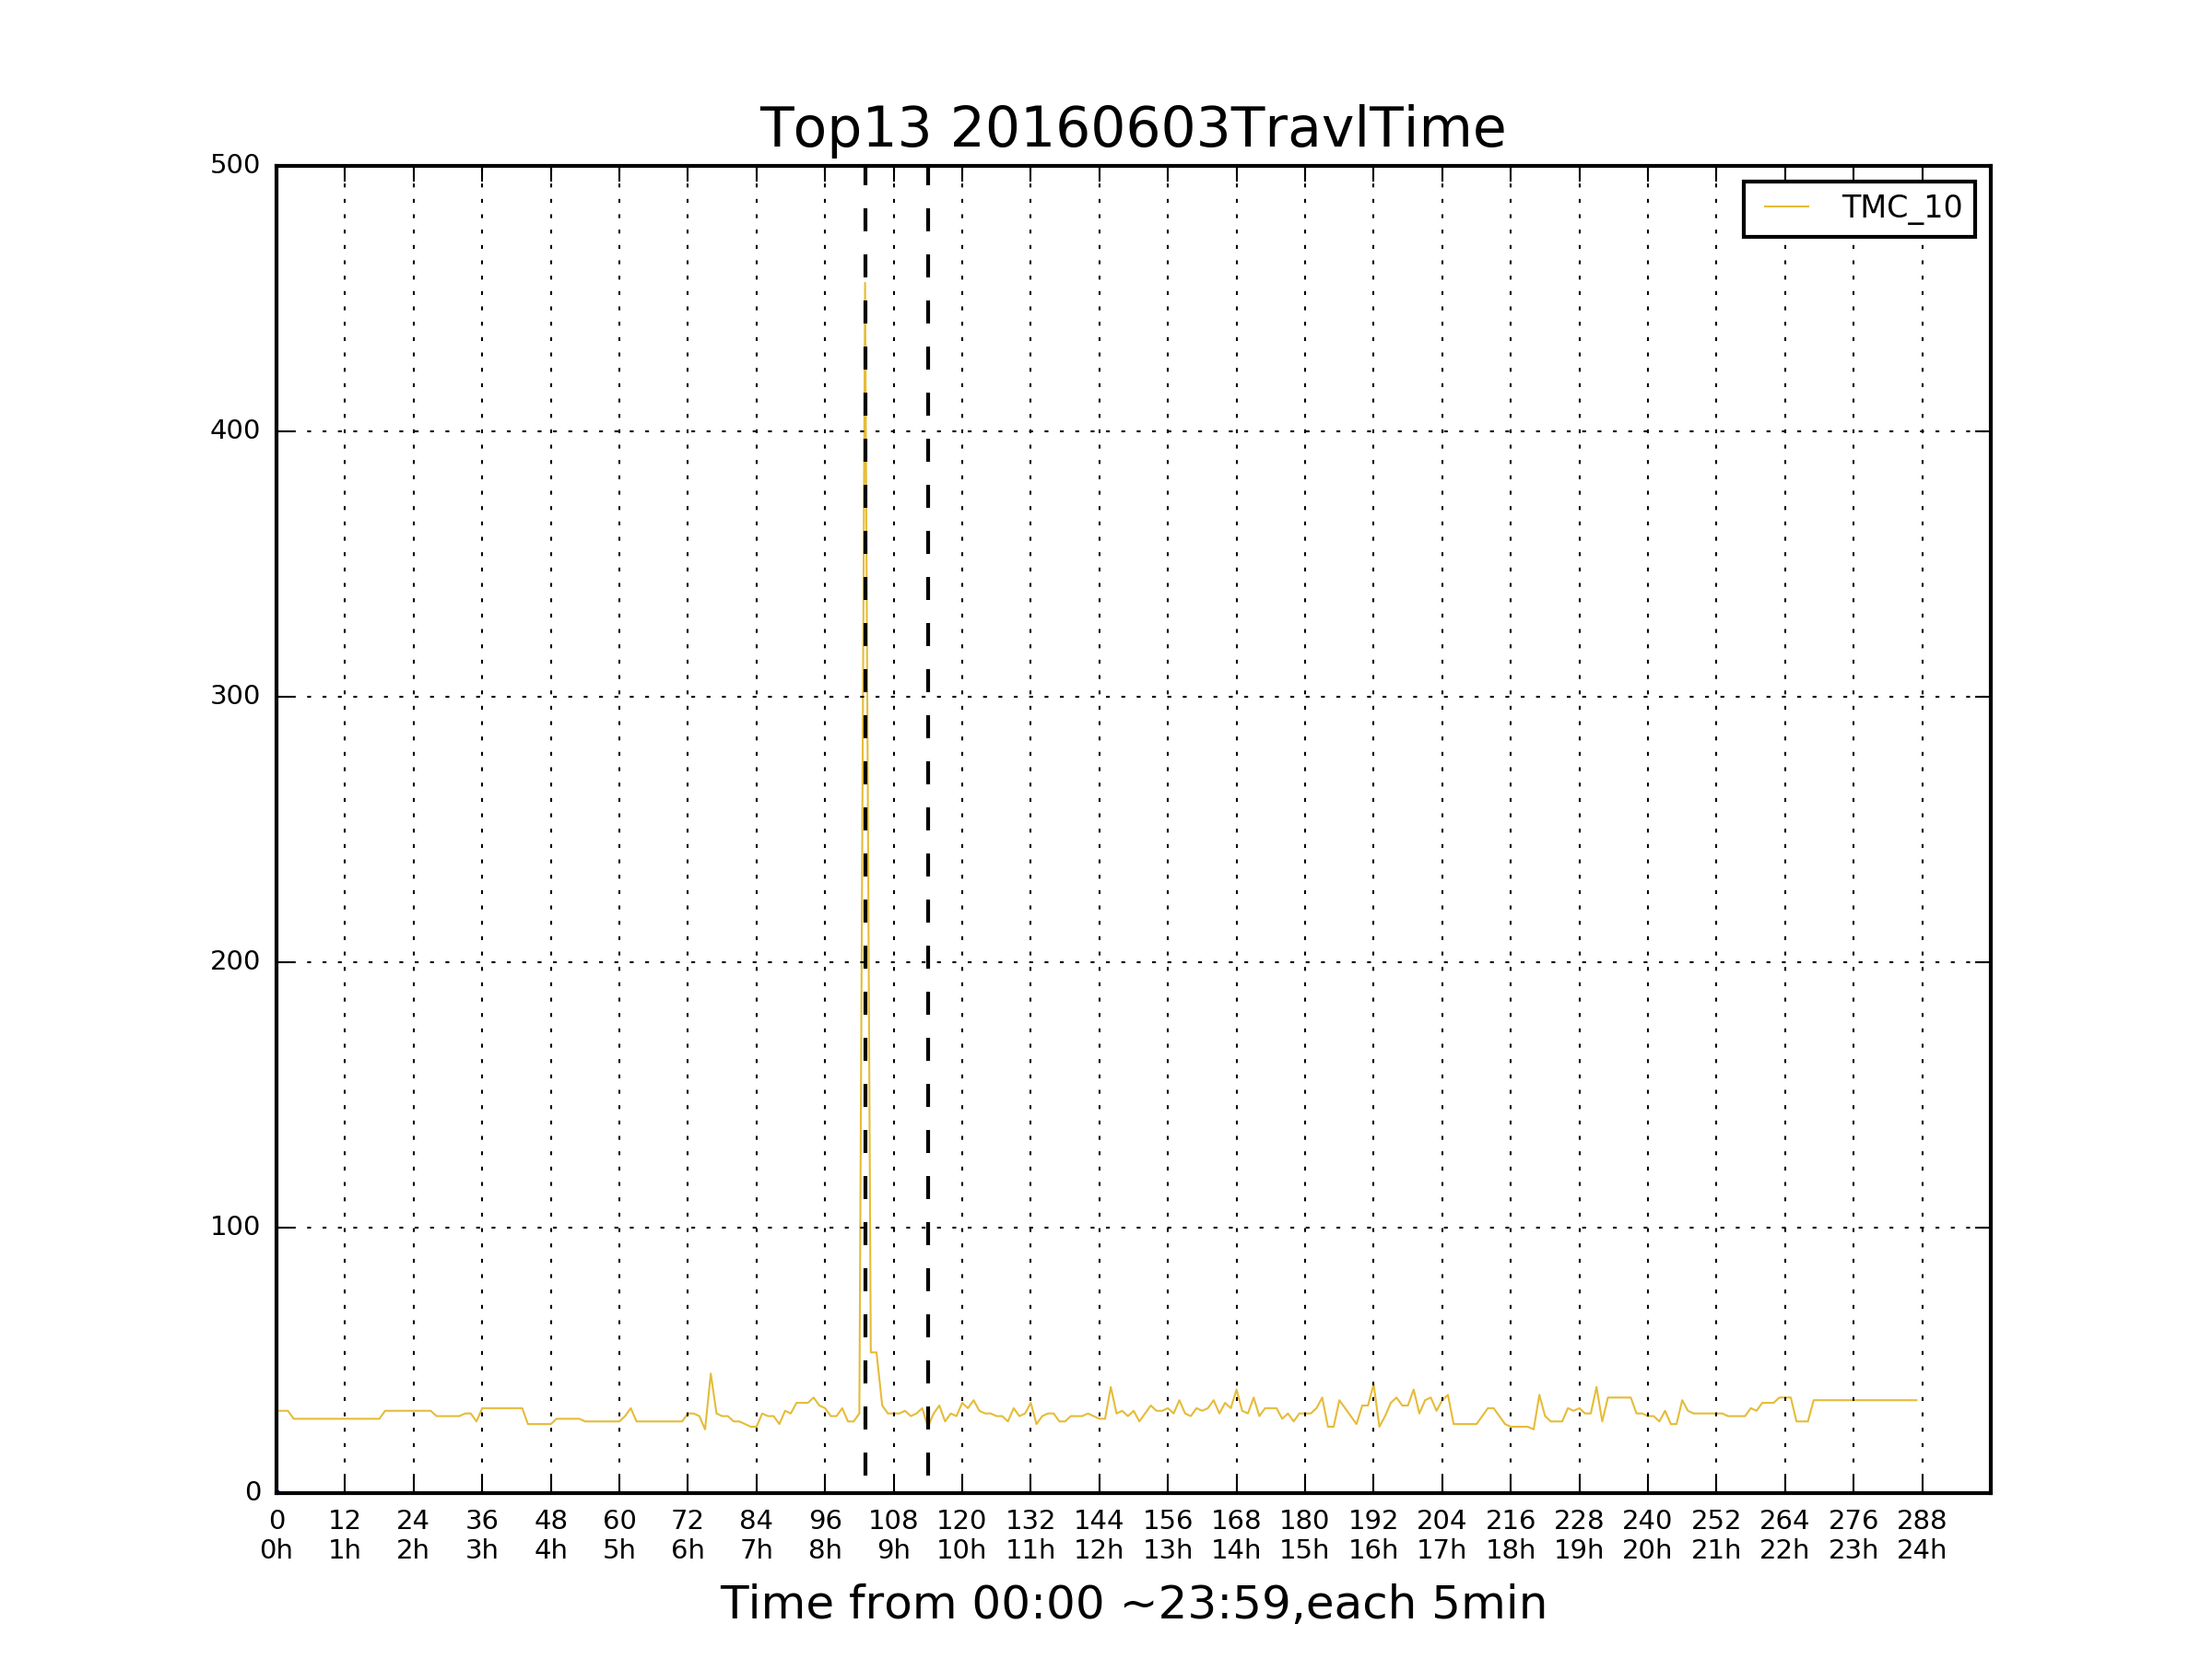 Top13 20160603TravlTime
TMC_10
500
400
300
200
100
0
0 12 24 36 48 60 72 84 96 108 120 132 144 156 168 180 192 204 216 228 240 252 264 276 288
0h 1h 2h 3h 4h 5h 6h 7h 8h 9h 10h 11h 12h 13h 14h 15h 16h 17h 18h 19h 20h 21h 22h 23h 24h
Time from 00:00 ~23:59,each 5min